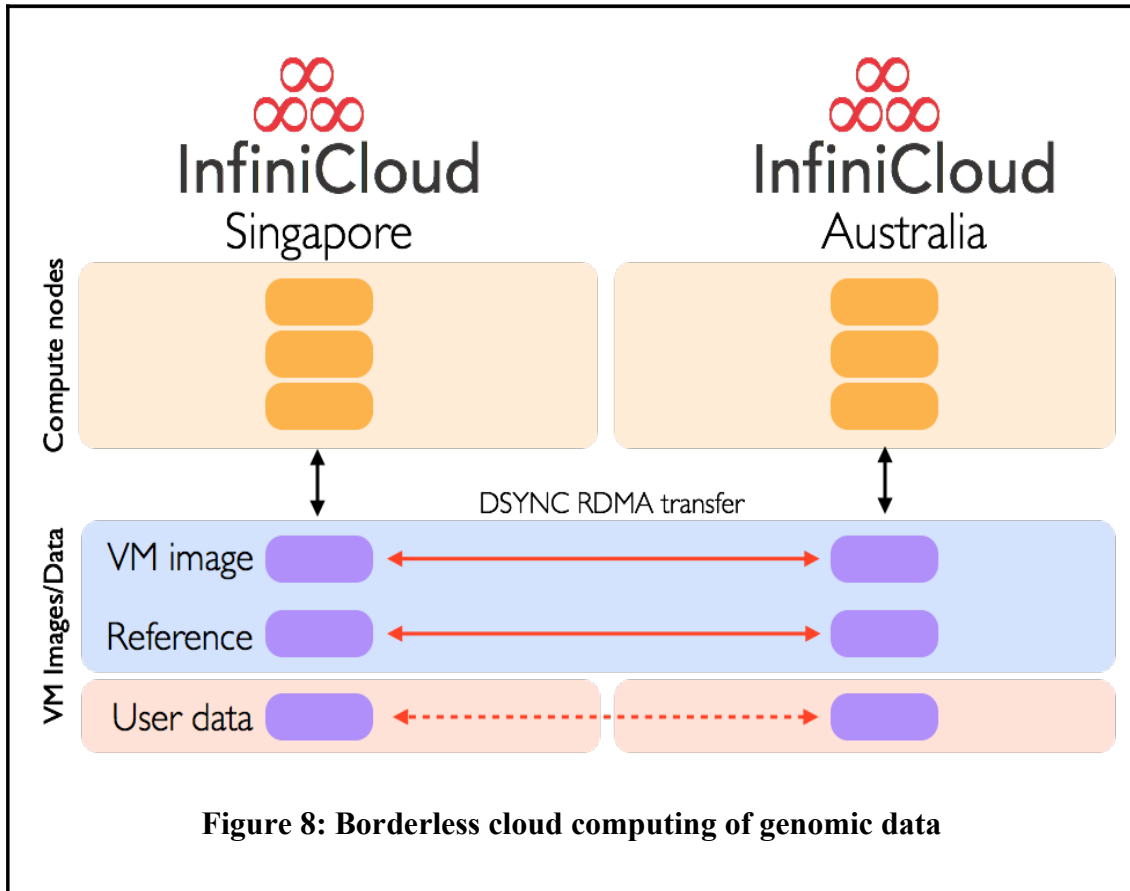 InfiniCloud
Singapore
InfiniCloud
Australia
Compute nodes
DSYNC RDMA transfer
VM Images/Data
VM image
Reference
User data
Figure 8: Borderless cloud computing of genomic data